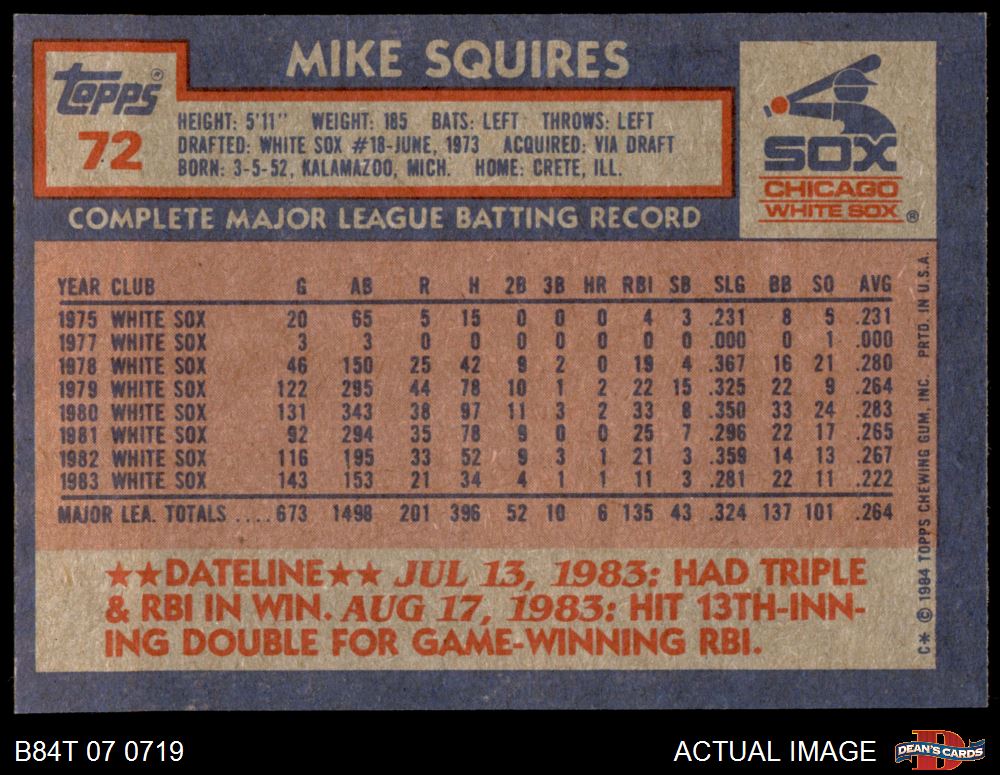 MIKE SQUIRES
Topps®
72
HEIGHT: 5'11" WEIGHT: 185 BATS: LEFT THROWS: LEFT
DRAFTED: WHITE SOX #18-JUNE, 1973 ACQUIRED: VIA DRAFT
BORN: 3-5-52, KALAMAZOO, MICH. HOME: CRETE, ILL.
SOX
CHICAGO
WHITE SOX ®
COMPLETE MAJOR LEAGUE BATTING RECORD
YEAR CLUB G AB R H 2B 3B HR RBI SB SLG BB SO AVG
1975 WHITE SOX 20 65 5 15 0 0 0 4 3 .231 8 5 .231
1977 WHITE SOX 3 3 0 0 0 0 0 0 0 .000 0 1 .000
1978 WHITE SOX 46 150 25 42 9 2 0 19 4 .367 16 21 .280
1979 WHITE SOX 122 295 44 78 10 1 2 22 15 .325 22 9 .264
1980 WHITE SOX 131 343 38 97 11 3 2 33 8 .350 33 24 .283
1981 WHITE SOX 92 294 35 78 9 0 0 25 7 .296 22 17 .265
1982 WHITE SOX 116 195 33 52 9 3 1 21 3 .359 14 13 .267
1983 WHITE SOX 143 153 21 34 4 1 1 11 3 .281 22 11 .222
MAJOR LEA. TOTALS .... 673 1498 201 396 52 10 6 135 43 .324 137 101 .264
★★DATELINE★★ JUL 13, 1983: HAD TRIPLE
& RBI IN WIN. AUG 17, 1983: HIT 13TH-INN-
ING DOUBLE FOR GAME-WINNING RBI.
C* © 1984 TOPPS CHEWING GUM, INC. PRTD. IN U.S.A.
B84T 07 0719
ACTUAL IMAGE
DEAN'S CARDS